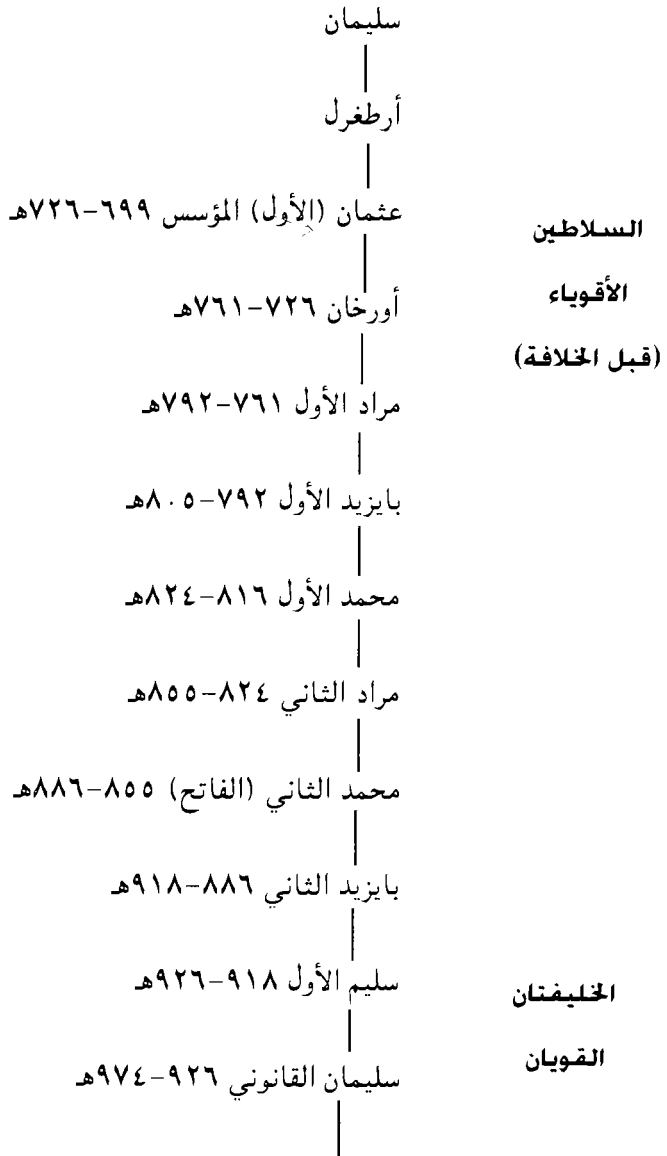 سليمان
أرطغرل
عثمان (الأول) المؤسس ٦٩٩-٧٢٦هـ
السلاطين
أورخان ٧٢٦-٧٦١هـ
الأقوياء
(قبل الخلافة)
مراد الأول ٧٦١-٧٩٢هـ
بايزيد الأول ٧٩٢-٨٠٥هـ
محمد الأول ٨١٦-٨٢٤هـ
مراد الثاني ٨٢٤-٨٥٥هـ
محمد الثاني (الفاتح) ٨٥٥-٨٨٦هـ
بايزيد الثاني ٨٨٦-٩١٨هـ
سليم الأول ٩١٨-٩٢٦هـ
الخليفتان
القويان
سليمان القانوني ٩٢٦-٩٧٤هـ